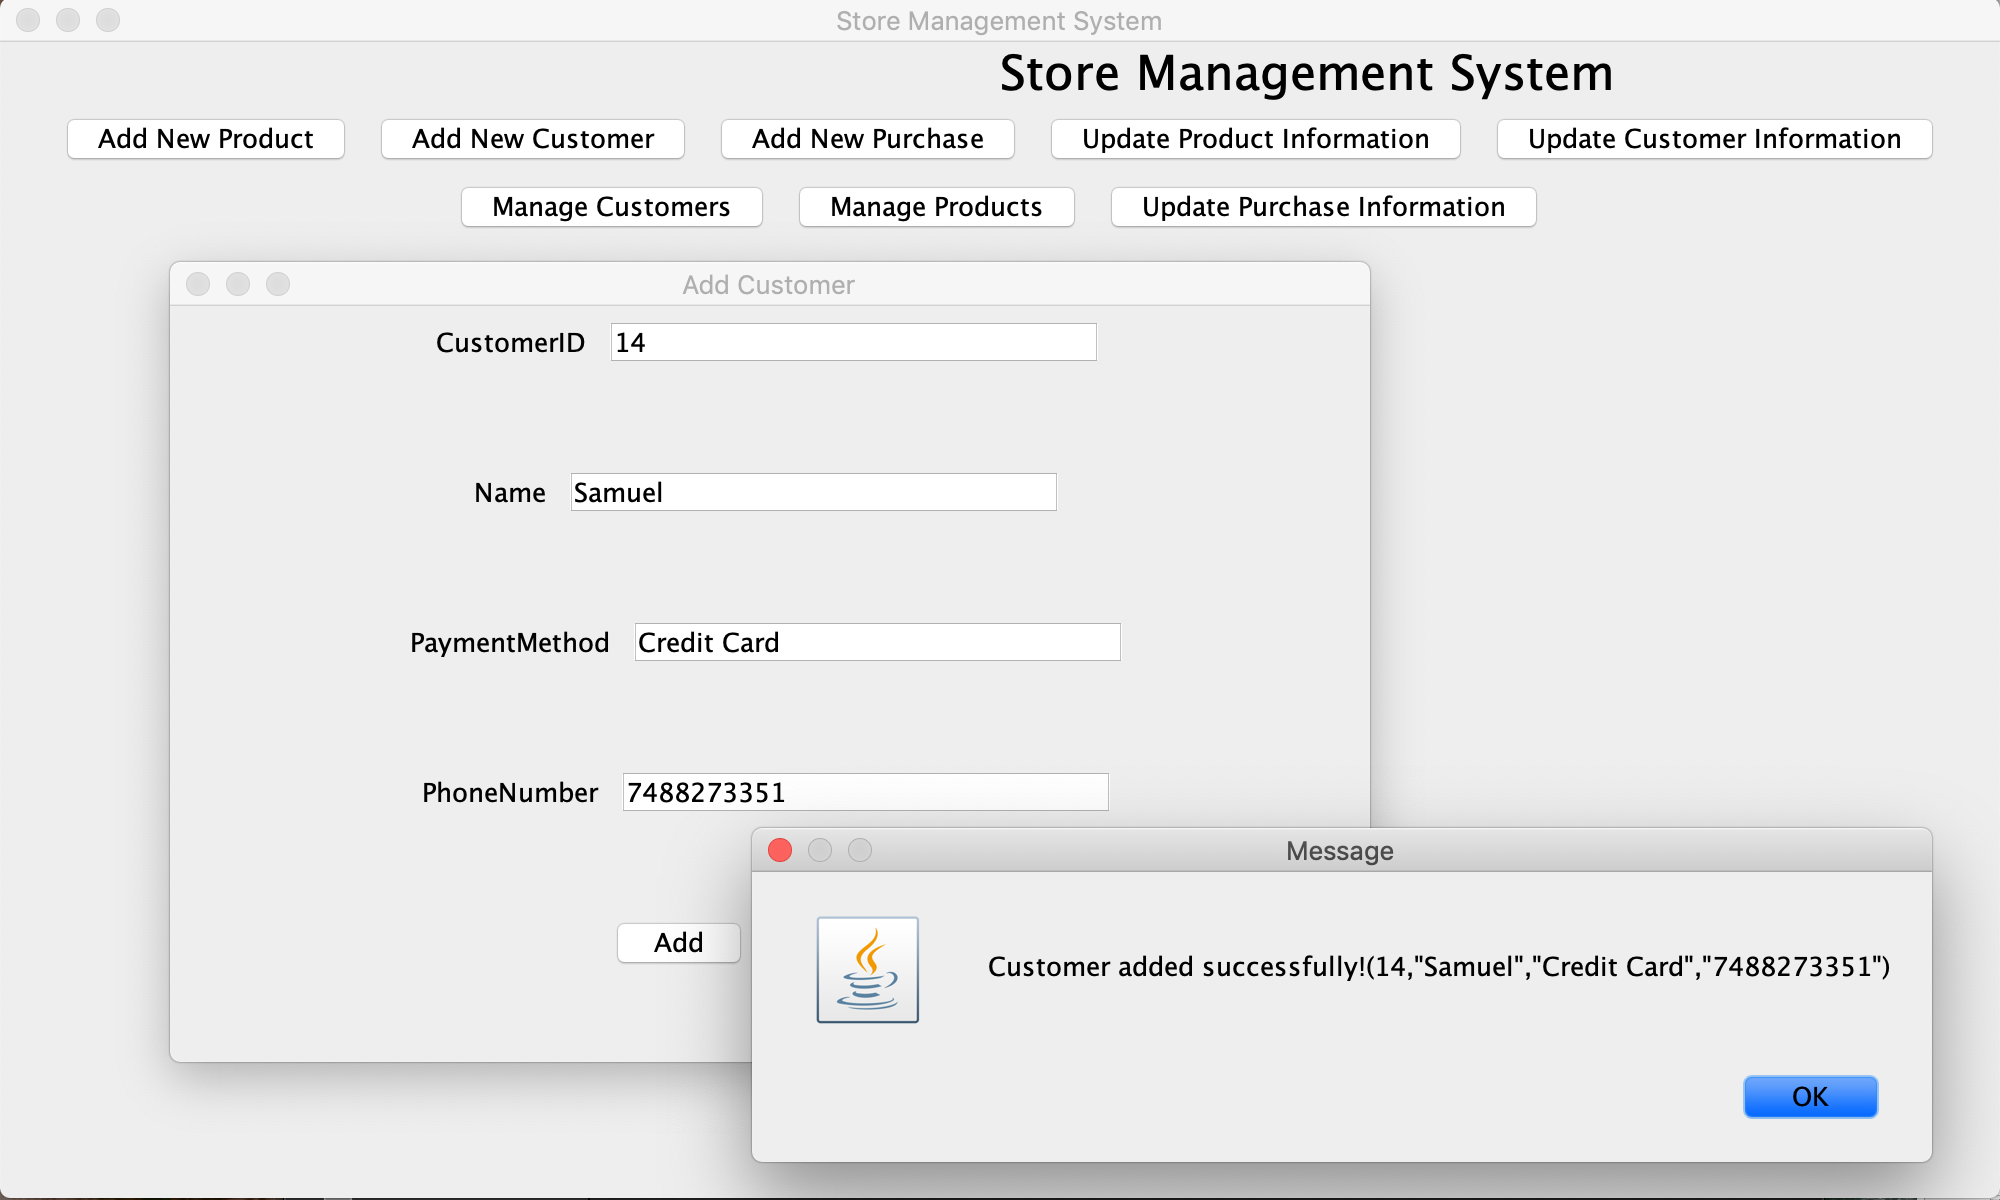 Store Management System
Store Management System
Add New Product Add New Customer Add New Purchase Update Product Information Update Customer Information
Manage Customers Manage Products Update Purchase Information
Add Customer
CustomerID 14
Name Samuel
PaymentMethod Credit Card
PhoneNumber 7488273351
Add
Message
Customer added successfully!(14,"Samuel","Credit Card","7488273351")
OK